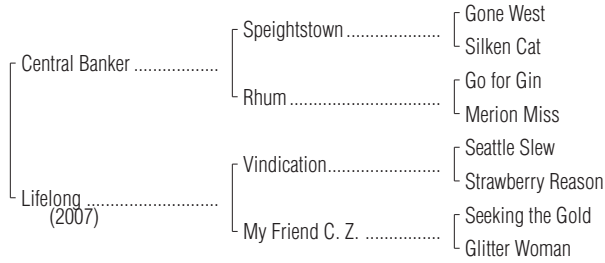 Gone West
Speightstown .....................
Silken Cat
Central Banker ..................
Go for Gin
Rhum.................................
Merion Miss
Seattle Slew
Vindication.........................
Strawberry Reason
Lifelong ............................
(2007)
Seeking the Gold
My Friend C. Z. ................
Glitter Woman